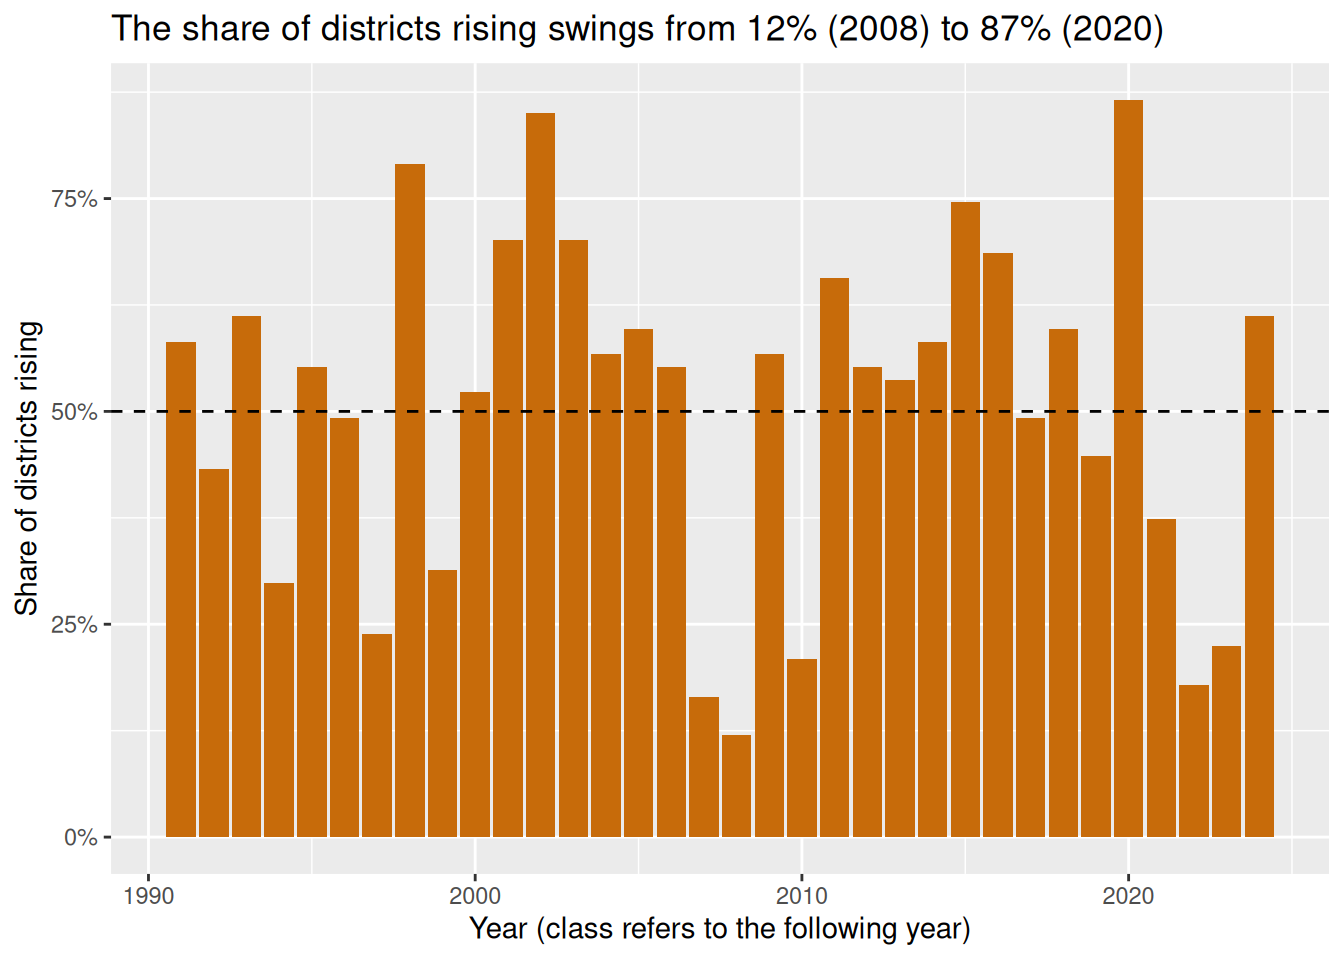 The share of districts rising swings from 12% (2008) to 87% (2020)
Share of districts rising
75%
50%
25%
0%
1990 2000 2010 2020
Year (class refers to the following year)